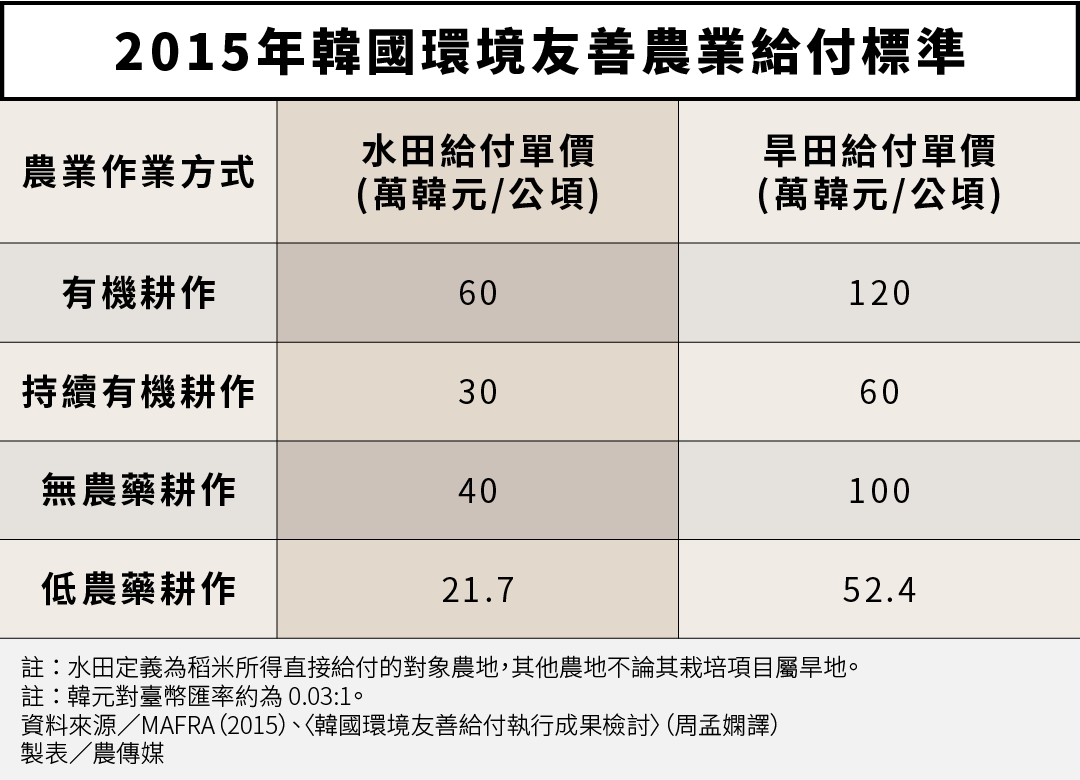 2015年韓國環境友善農業給付標準
農業作業方式 水田給付單價 (萬韓元/公頃) 旱田給付單價 (萬韓元/公頃)
有機耕作 60 120
持續有機耕作 30 60
無農藥耕作 40 100
低農藥耕作 21.7 52.4
註：水田定義為稻米所得直接給付的對象農地，其他農地不論其栽培項目屬旱地。
註：韓元對臺幣匯率約為 0.03:1。
資料來源／MAFRA（2015）、〈韓國環境友善給付執行成果檢討〉（周孟嫻譯）
製表／農傳媒